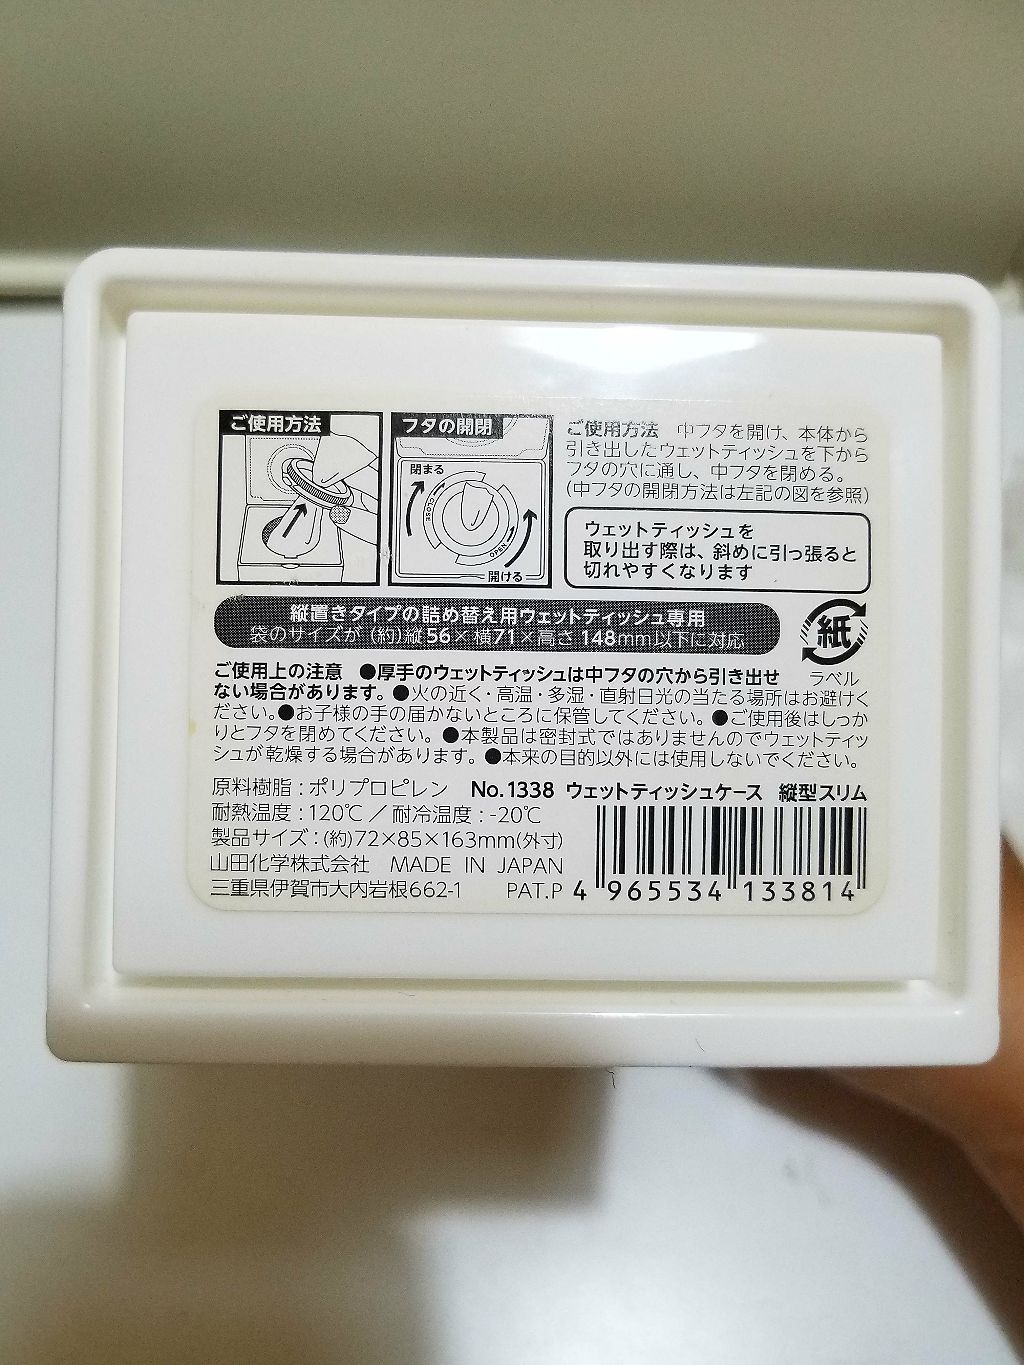 ご使用方法
閉まる
CLOSE
OPEN
フタの開閉
開ける
ご使用方法 中フタを開け、本体から
引き出したウェットティッシュを下から
フタの穴に通し、中フタを閉める。
(中フタの開閉方法は左記の図を参照)
ウェットティッシュを
取り出す際は、斜めに引っ張ると
切れやすくなります
縦置きタイプの詰め替え用ウェットティッシュ専用
袋のサイズが(約)縦56×横71×高さ148mm以下に対応
紙
ラベル
ご使用上の注意 ●厚手のウェットティッシュは中フタの穴から引き出せ
ない場合があります。●火の近く・高温・多湿・直射日光の当たる場所はお避けく
ださい。●お子様の手の届かないところに保管してください。●ご使用後はしっか
りとフタを閉めてください。●本製品は密封式ではありませんのでウェットティッ
シュが乾燥する場合があります。●本来の目的以外には使用しないでください。
原料樹脂:ポリプロピレン No.1338 ウェットティッシュケース 縦型スリム
耐熱温度:120℃/耐冷温度:-20℃
製品サイズ:(約)72×85×163mm(外寸)
山田化学株式会社 MADE IN JAPAN
三重県伊賀市大内岩根662-1 PAT.P
4 965534 133814